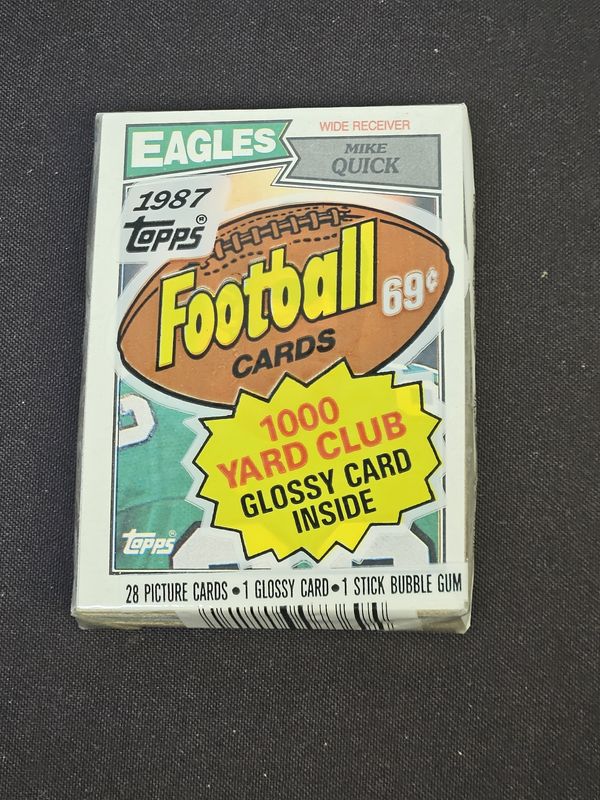 EAGLES
WIDE RECEIVER
MIKE
QUICK
1987
Topps®
Football
69¢
CARDS
1000
YARD CLUB
GLOSSY CARD
INSIDE
Topps
28 PICTURE CARDS • 1 GLOSSY CARD • 1 STICK BUBBLE GUM